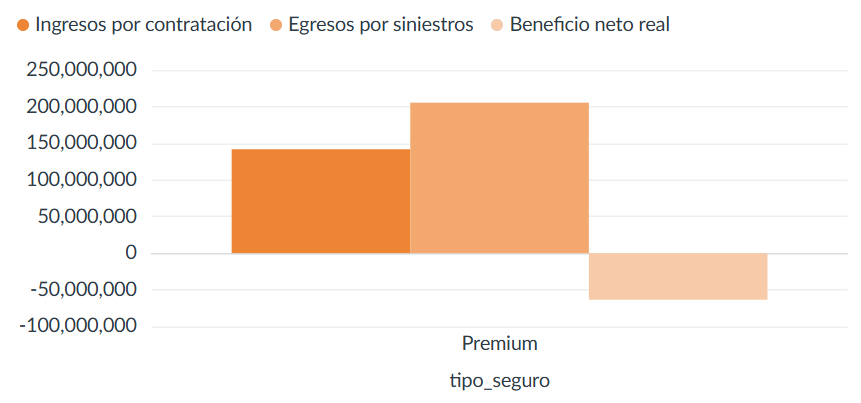 Ingresos por contratación Egresos por siniestros Beneficio neto real
250,000,000
200,000,000
150,000,000
100,000,000
50,000,000
0
-50,000,000
-100,000,000
Premium
tipo_seguro